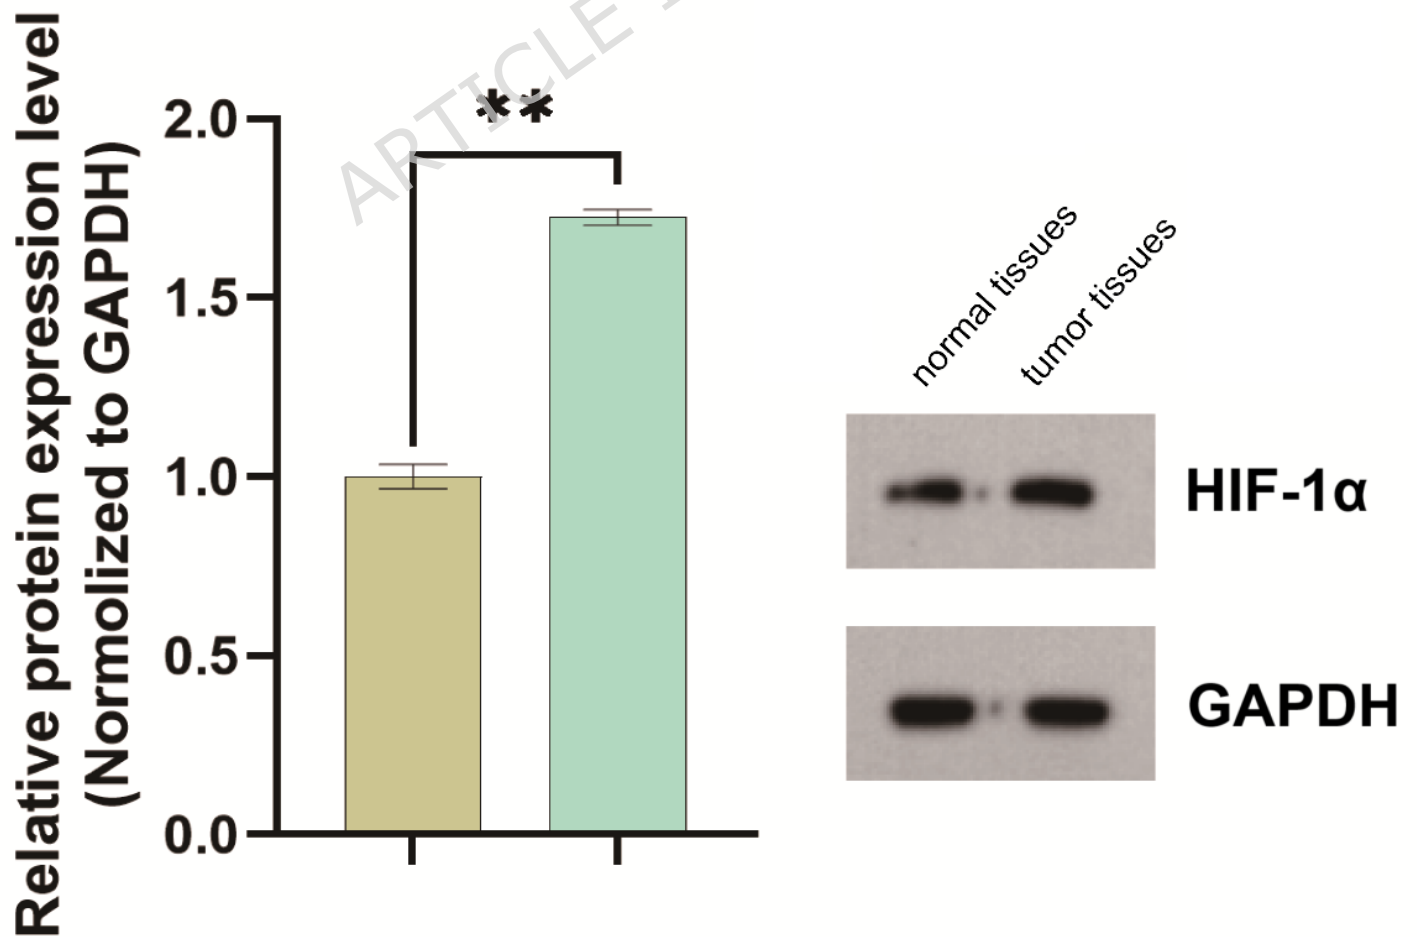 Relative protein expression level
(Normolized to GAPDH)
2.0
1.5
1.0
0.5
0.0
**
ARTICLE
normal tissues
tumor tissues
HIF-1α
GAPDH